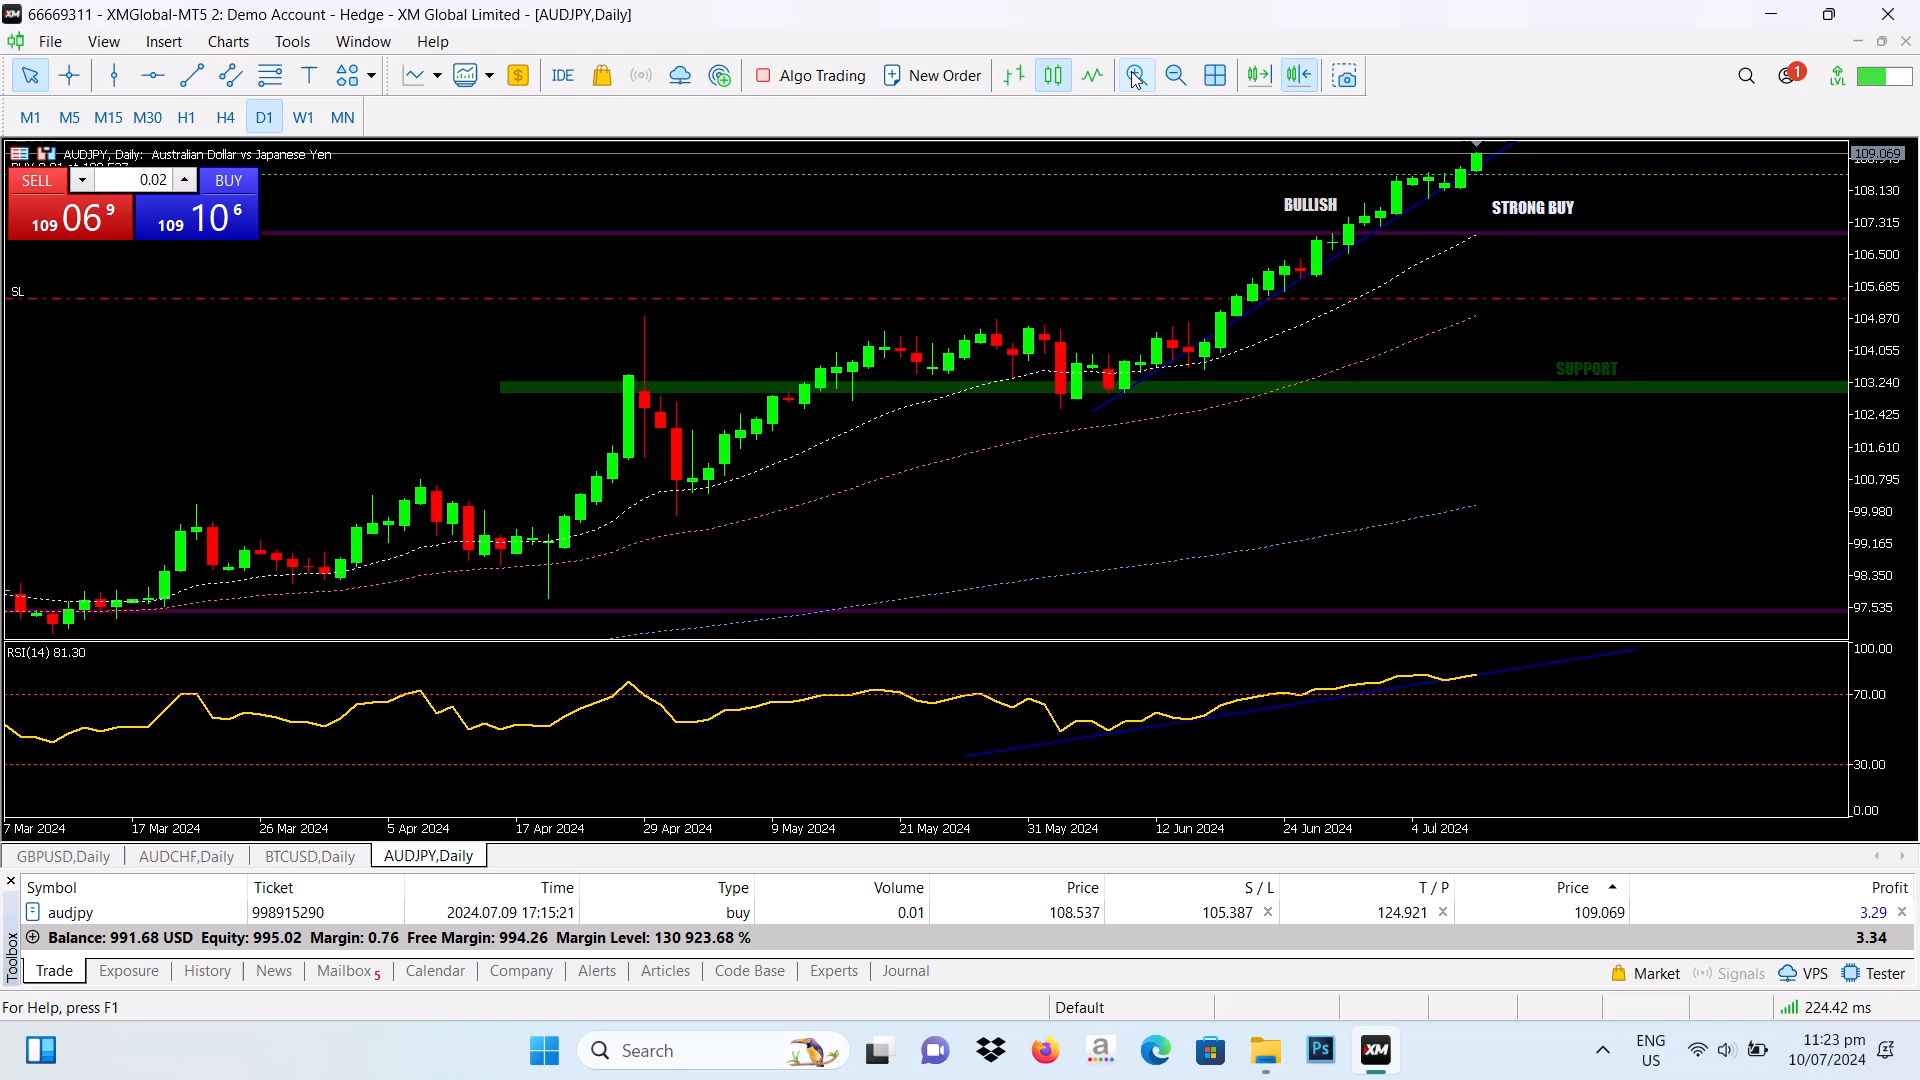 66669311 - XMGlobal-MT5 2: Demo Account - Hedge - XM Global Limited - [AUDJPY,Daily]
File View Insert Charts Tools Window Help
IDE Algo Trading New Order 1 LVL
M1 M5 M15 M30 H1 H4 D1 W1 MN
AUDJPY, Daily: Australian Dollar vs Japanese Yen
SELL 0.02 BUY
109 06 9 109 10 6
BULLISH
STRONG BUY
SL
SUPPORT
109.069
108.130
107.315
106.500
105.685
104.870
104.055
103.240
102.425
101.610
100.795
99.980
99.165
98.350
97.535
RSI(14) 81.30
100.00
70.00
30.00
0.00
7 Mar 2024 17 Mar 2024 26 Mar 2024 5 Apr 2024 17 Apr 2024 29 Apr 2024 9 May 2024 21 May 2024 31 May 2024 12 Jun 2024 24 Jun 2024 4 Jul 2024
GBPUSD,Daily AUDCHF,Daily BTCUSD,Daily AUDJPY,Daily
Symbol Ticket Time Type Volume Price S / L T / P Price Profit
audjpy 998915290 2024.07.09 17:15:21 buy 0.01 108.537 105.387 124.921 109.069 3.29
Balance: 991.68 USD Equity: 995.02 Margin: 0.76 Free Margin: 994.26 Margin Level: 130 923.68 % 3.34
Toolbox
Trade Exposure History News Mailbox 5 Calendar Company Alerts Articles Code Base Experts Journal Market Signals VPS Tester
For Help, press F1 Default 224.42 ms
Search a Ps XM ENG 11:23 pm
US 10/07/2024